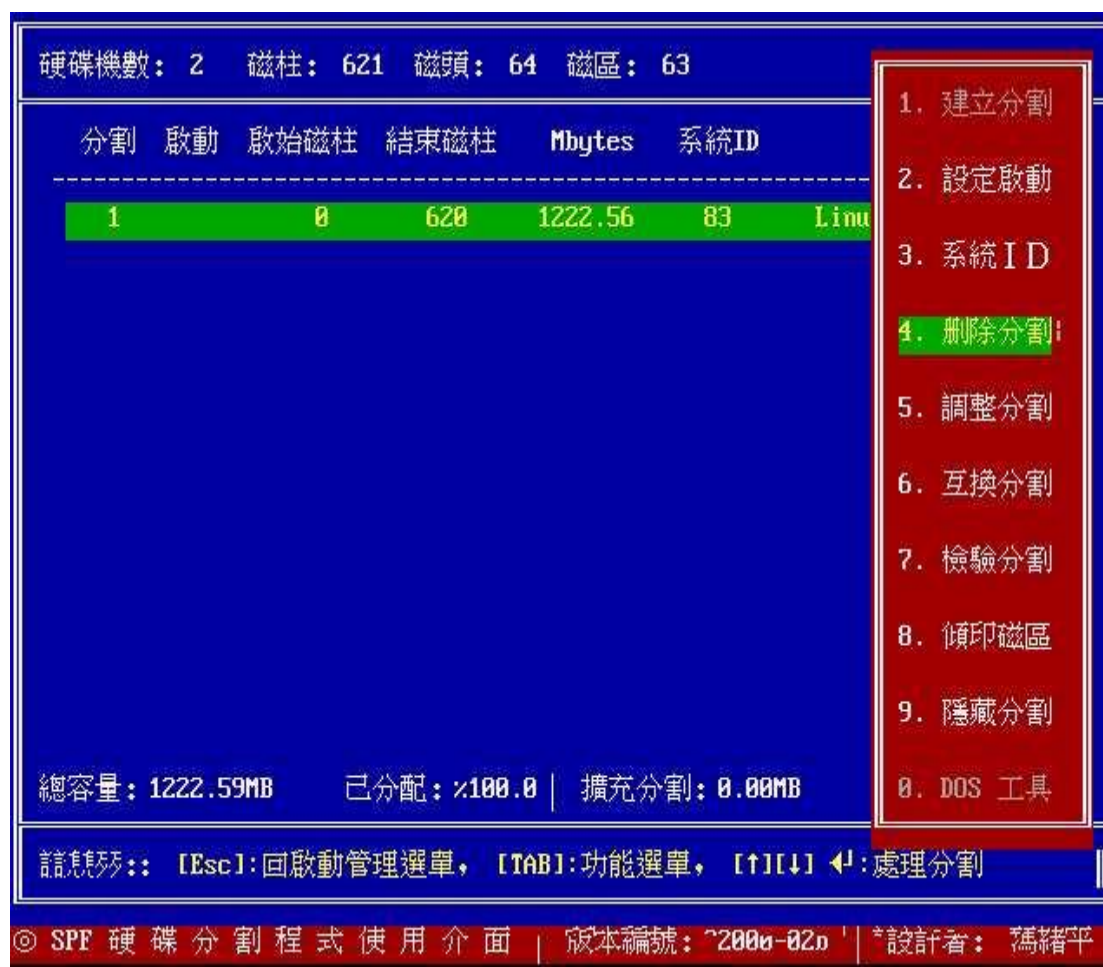 硬碟機數: 2 磁柱: 621 磁頭: 64 磁區: 63
分割 啟動 啟始磁柱 結束磁柱 Mbytes 系統ID
1 0 620 1222.56 83 Linu
1. 建立分割
2. 設定啟動
3. 系統ID
4. 刪除分割
5. 調整分割
6. 互換分割
7. 檢驗分割
8. 傾印磁區
9. 隱藏分割
0. DOS 工具
總容量: 1222.59MB 已分配: %100.0 | 擴充分割: 0.00MB
[Esc]:回啟動管理選單, [TAB]:功能選單, [↑][↓] ↵:處理分割
◎ SPF 硬碟分割程式使用介面 | 版本編號: | 設計者: 馮緒平